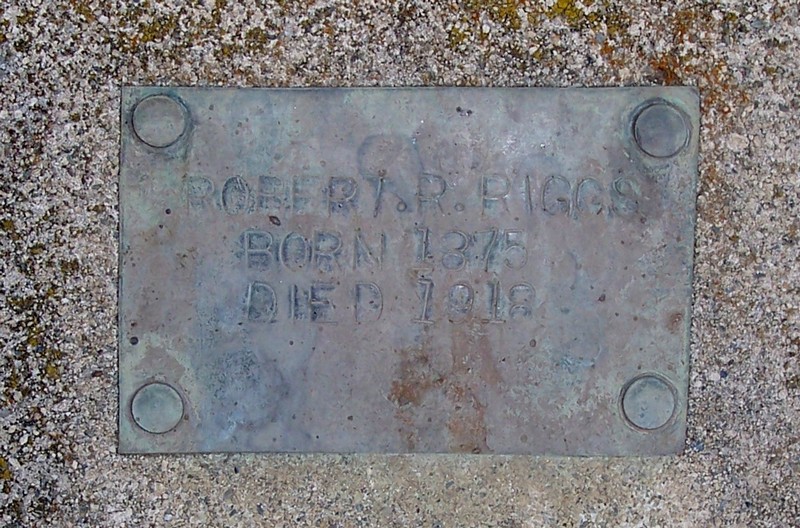 ROBERT.R.RIGGS
BORN 1875
DIED 1918